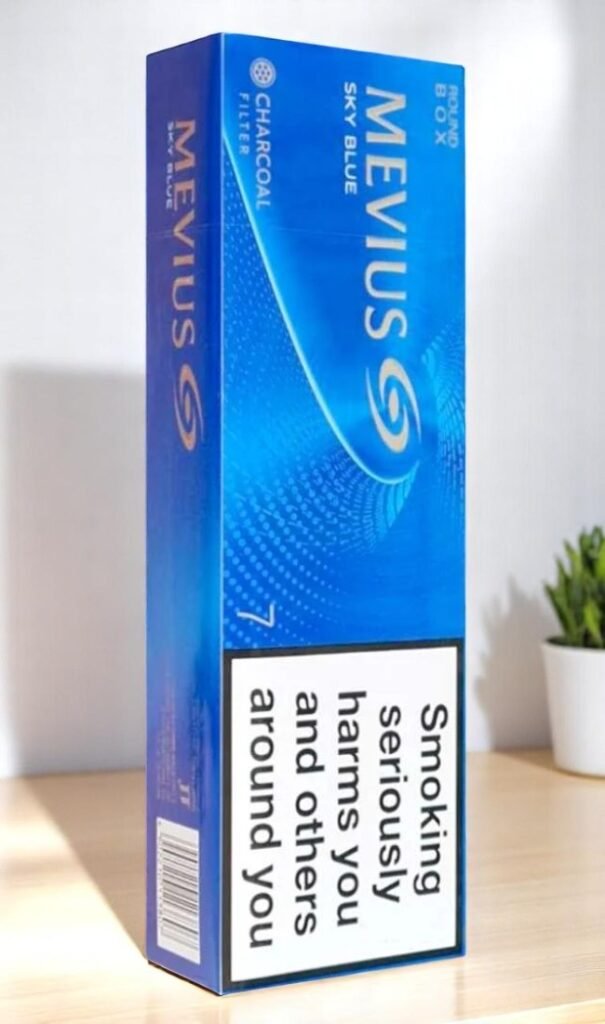 ROUND
BOX
MEVIUS
SKY BLUE
CHARCOAL
FILTER
7
Smoking
seriously
harms you
and others
around you
MEVIUS
SKY BLUE
JT